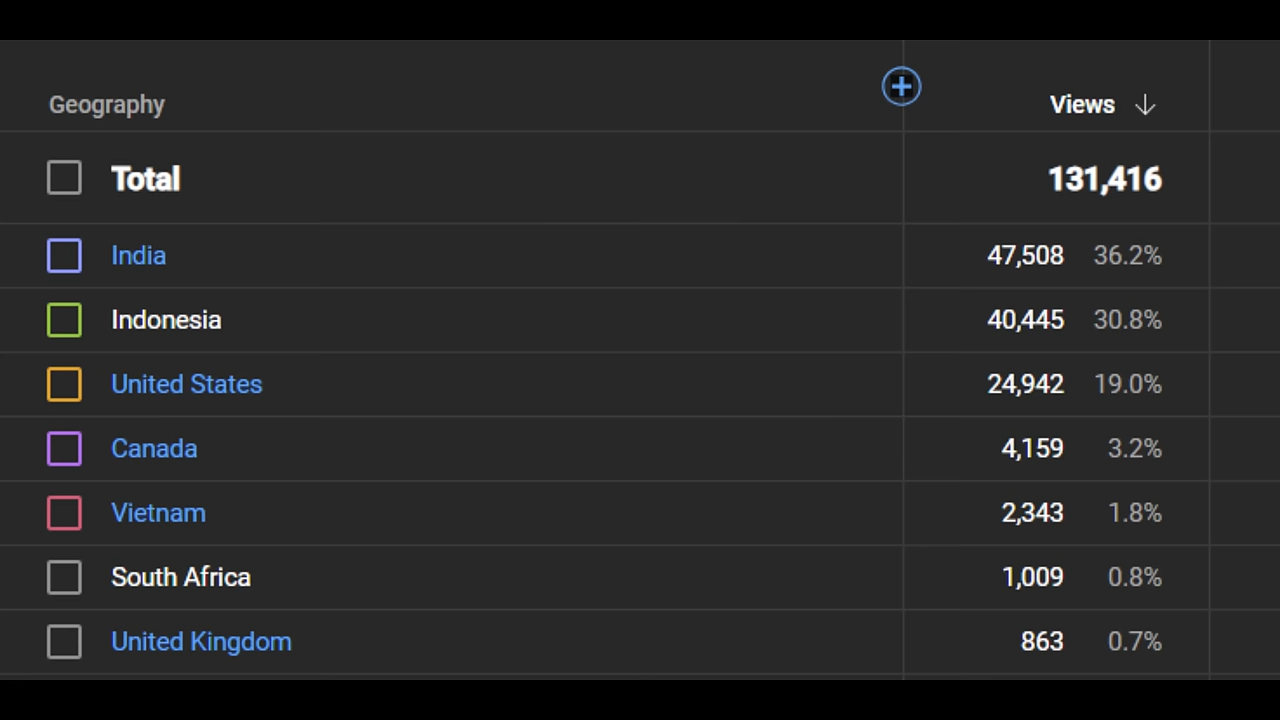 Geography Views
Total 131,416
India 47,508 36.2%
Indonesia 40,445 30.8%
United States 24,942 19.0%
Canada 4,159 3.2%
Vietnam 2,343 1.8%
South Africa 1,009 0.8%
United Kingdom 863 0.7%